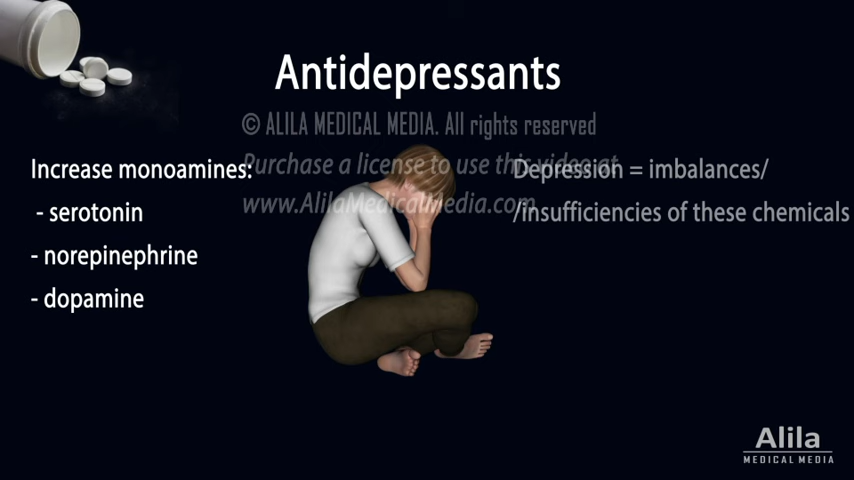 Antidepressants
© ALILA MEDICAL MEDIA. All rights reserved
Purchase a license to use this video at
www.AlilaMedicalMedia.com
Increase monoamines:
- serotonin
- norepinephrine
- dopamine
Depression = imbalances/
/insufficiencies of these chemicals
Alila
MEDICAL MEDIA